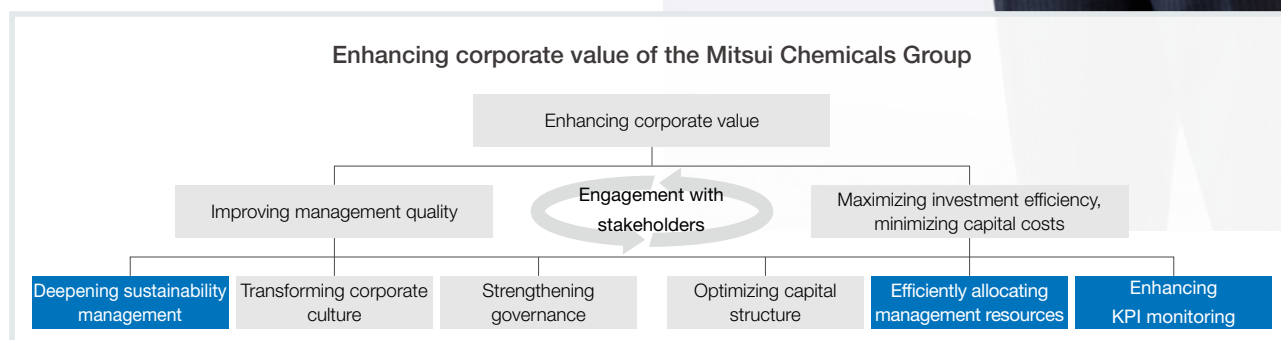 Enhancing corporate value of the Mitsui Chemicals Group
Enhancing corporate value
Improving management quality
Engagement with
stakeholders
Maximizing investment efficiency,
minimizing capital costs
Deepening sustainability
management
Transforming corporate
culture
Strengthening
governance
Optimizing capital
structure
Efficiently allocating
management resources
Enhancing
KPI monitoring